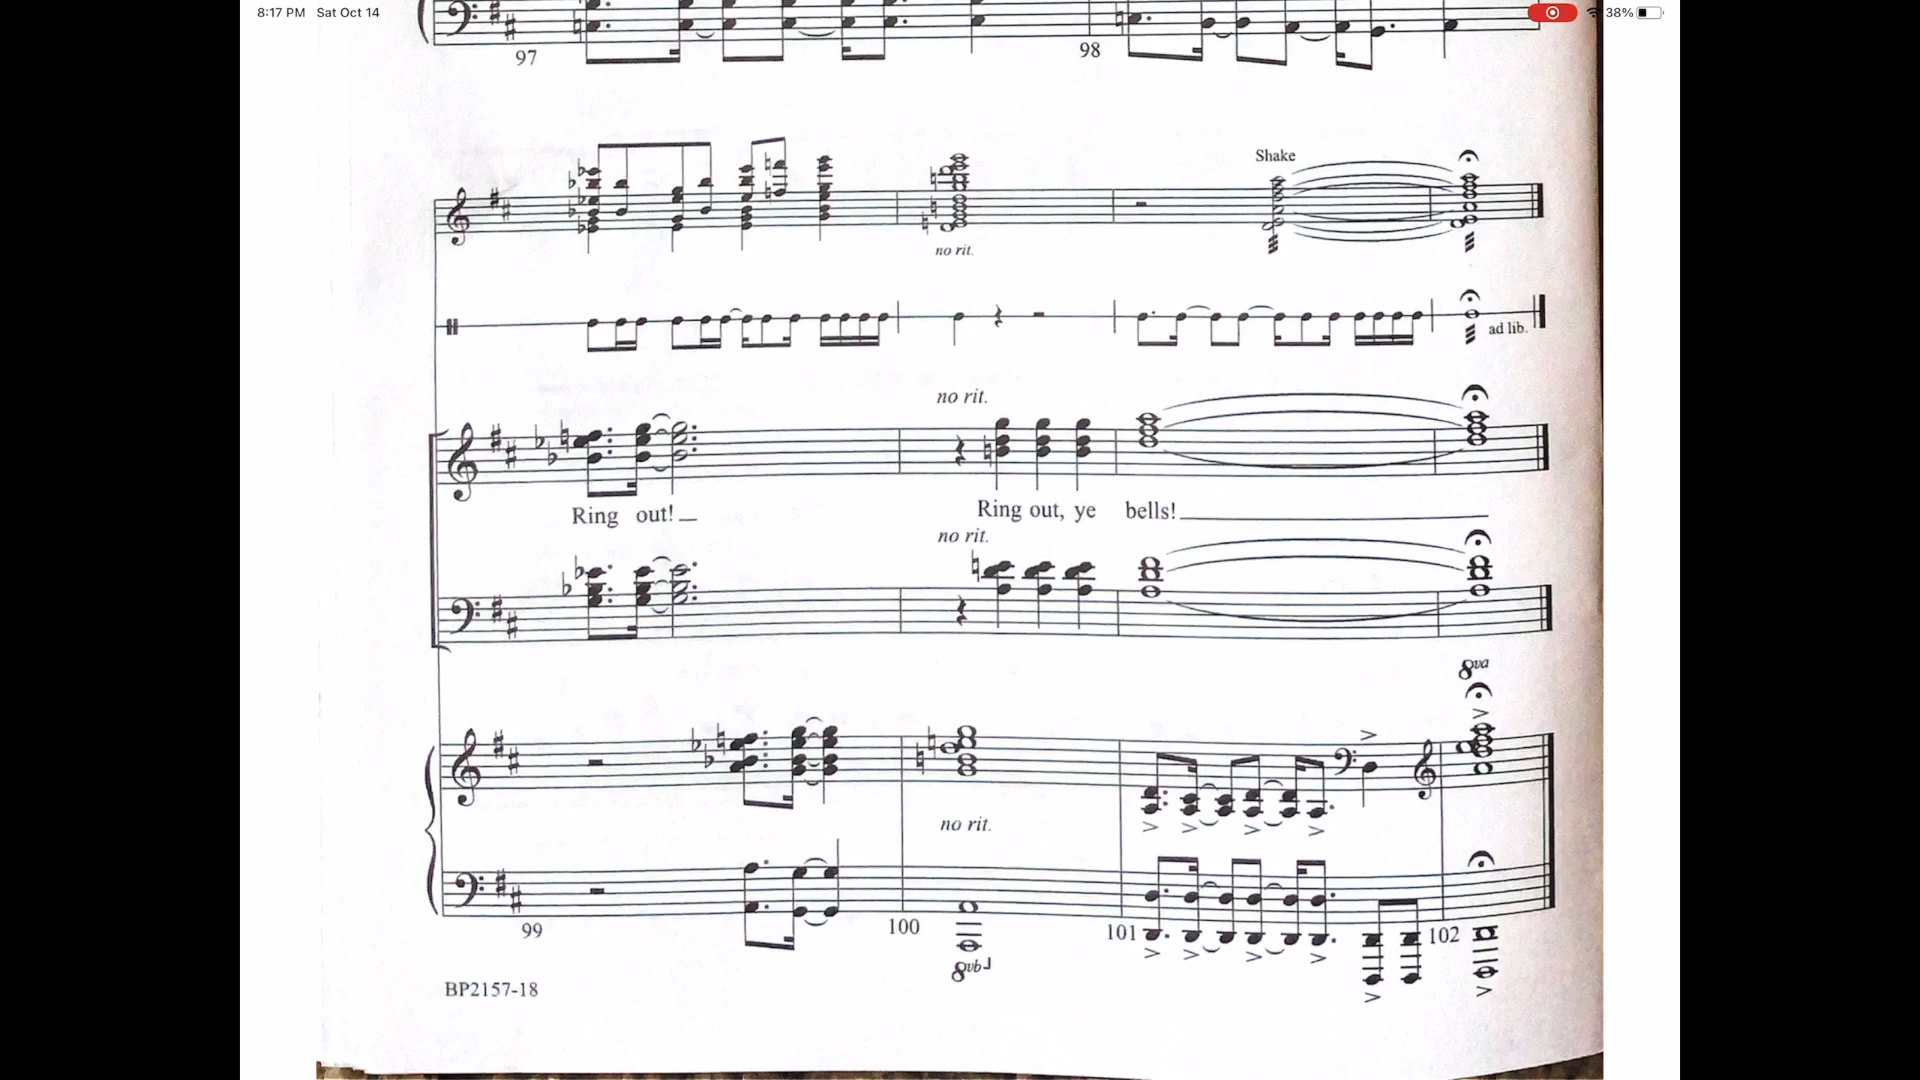 8:17 PM Sat Oct 14
38%
97
98
Shake
no rit.
ad lib.
no rit.
Ring out! Ring out, ye bells!
no rit.
8va
no rit.
99
100
101
102
8vb
BP2157-18